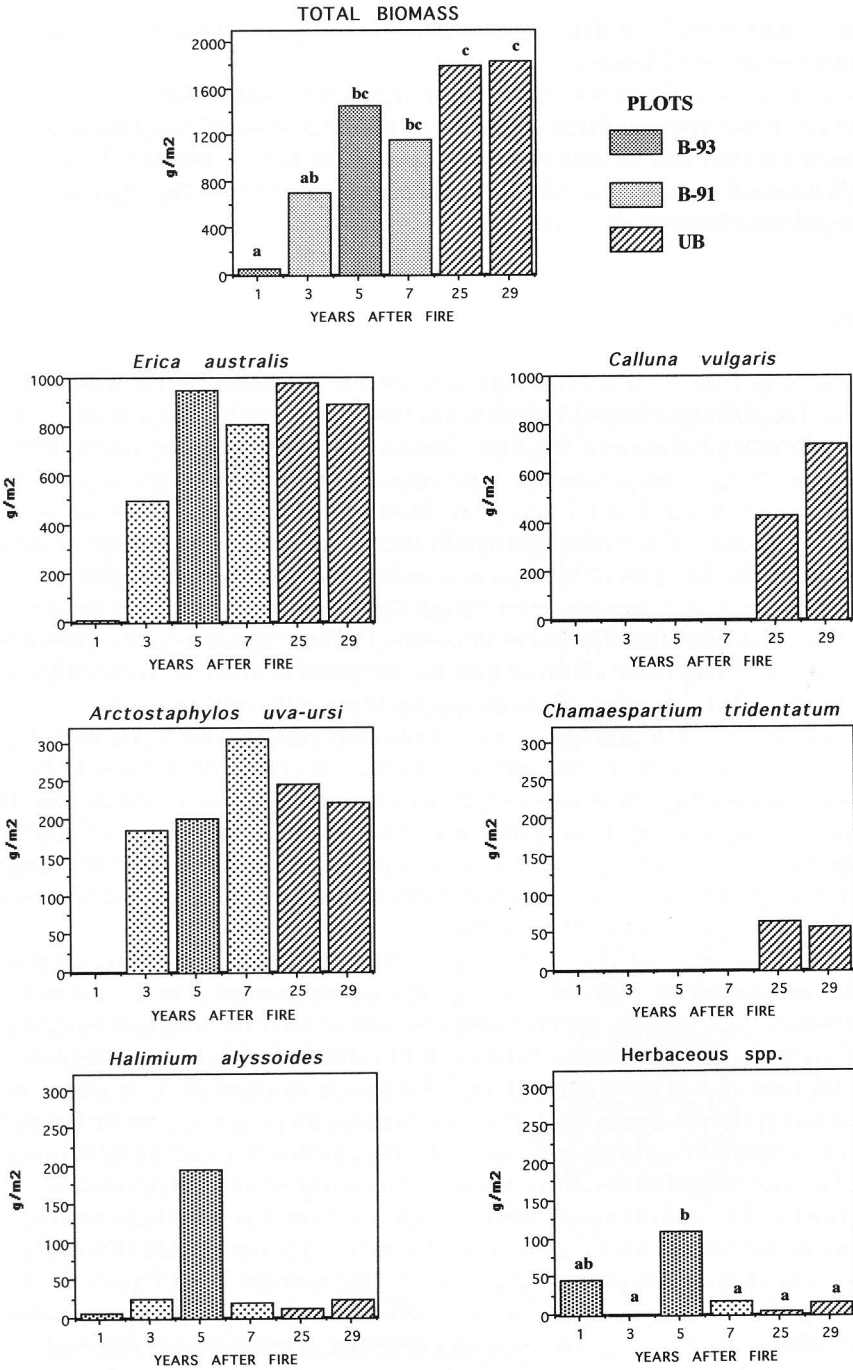 TOTAL BIOMASS
2000
1600
1200
800
400
0
g/m2
a
ab
bc
bc
c
c
1 3 5 7 25 29
YEARS AFTER FIRE
PLOTS
B-93
B-91
UB
Erica australis
1000
800
600
400
200
0
g/m2
1 3 5 7 25 29
YEARS AFTER FIRE
Calluna vulgaris
1000
800
600
400
200
0
g/m2
1 3 5 7 25 29
YEARS AFTER FIRE
Arctostaphylos uva-ursi
300
250
200
150
100
50
0
g/m2
1 3 5 7 25 29
YEARS AFTER FIRE
Chamaespartium tridentatum
300
250
200
150
100
50
0
g/m2
1 3 5 7 25 29
YEARS AFTER FIRE
Halimium alyssoides
300
250
200
150
100
50
0
g/m2
1 3 5 7 25 29
YEARS AFTER FIRE
Herbaceous spp.
300
250
200
150
100
50
0
g/m2
ab
a
b
a
a
a
1 3 5 7 25 29
YEARS AFTER FIRE